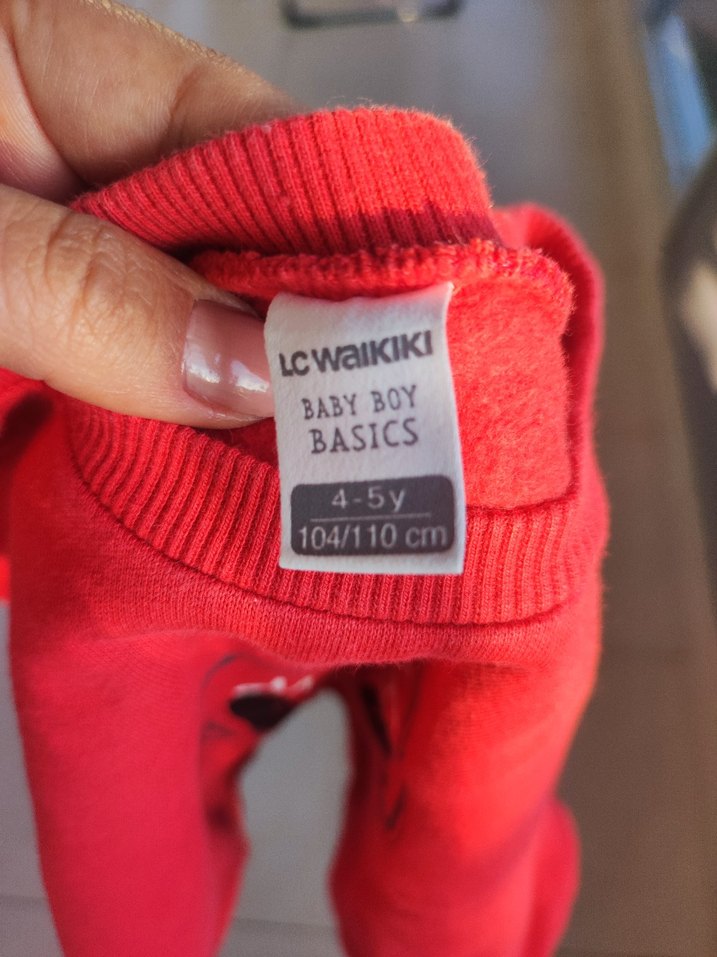 LC WAIKIKI
BABY BOY
BASICS
4-5y
104/110 cm